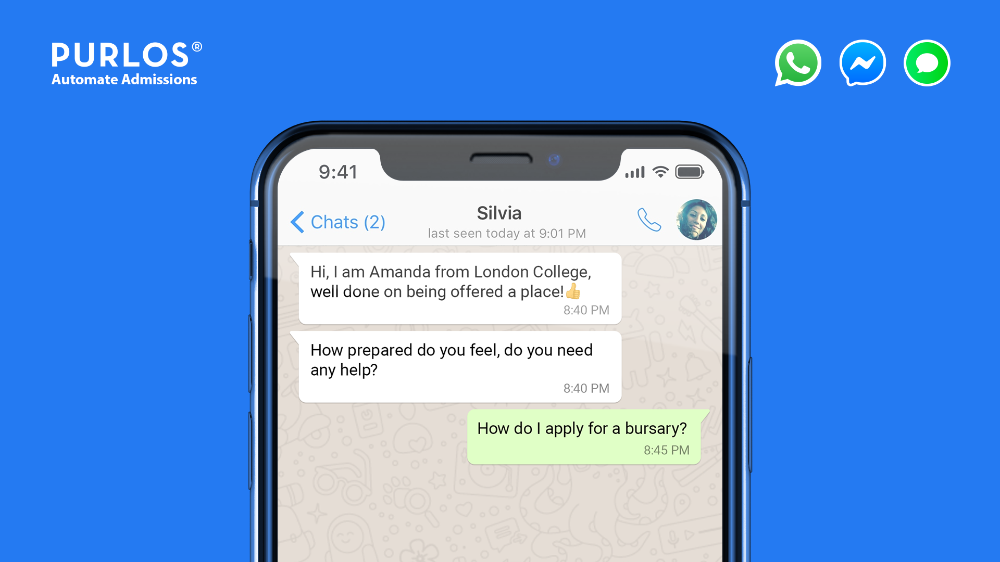 PURLOS®
Automate Admissions
9:41
Chats (2)
Silvia
last seen today at 9:01 PM
Hi, I am Amanda from London College,
well done on being offered a place!👍
8:40 PM
How prepared do you feel, do you need
any help?
8:40 PM
How do I apply for a bursary?
8:45 PM